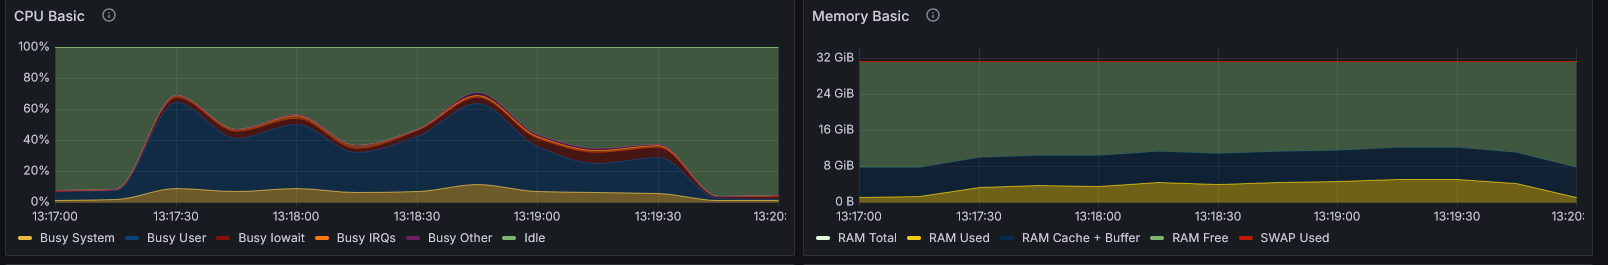 CPU Basic
100%
80%
60%
40%
20%
0%
13:17:00 13:17:30 13:18:00 13:18:30 13:19:00 13:19:30 13:20:
Busy System Busy User Busy Iowait Busy IRQs Busy Other Idle
Memory Basic
32 GiB
24 GiB
16 GiB
8 GiB
0 B
13:17:00 13:17:30 13:18:00 13:18:30 13:19:00 13:19:30 13:20:
RAM Total RAM Used RAM Cache + Buffer RAM Free SWAP Used